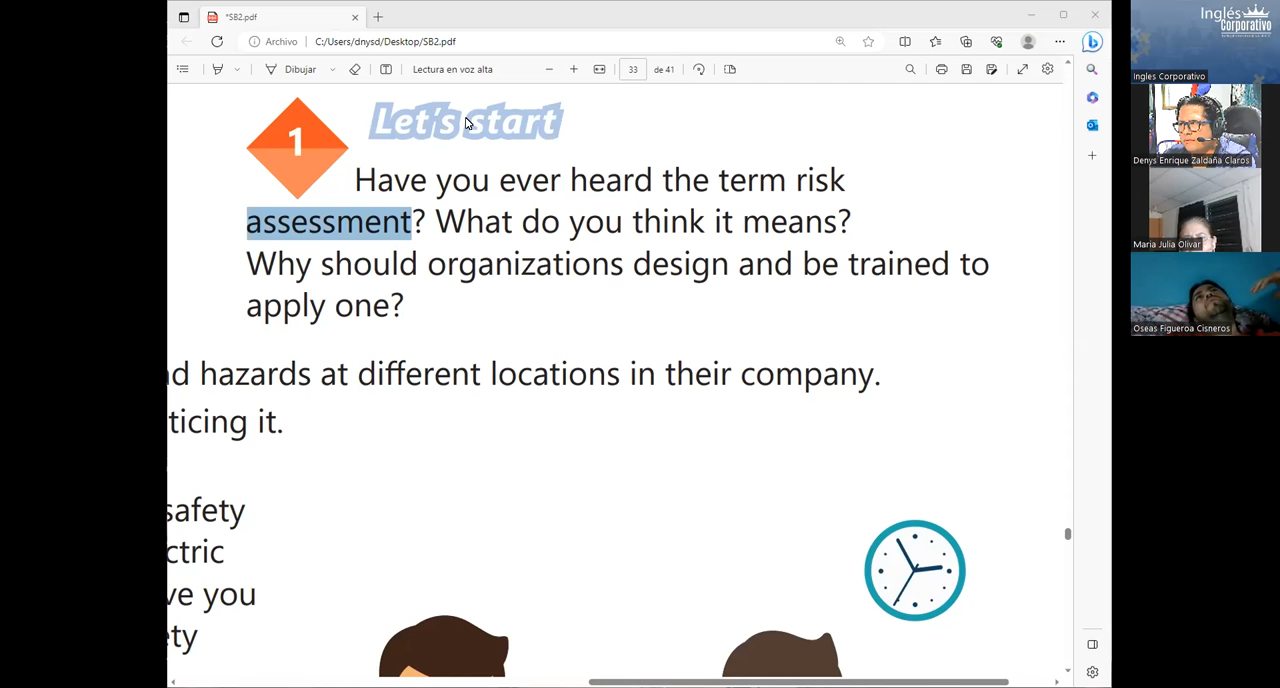 *SB2.pdf
Archivo
C:/Users/dnysd/Desktop/SB2.pdf
Dibujar
Lectura en voz alta
33
de 41
1
Let's start
Have you ever heard the term risk
assessment? What do you think it means?
Why should organizations design and be trained to
apply one?
nd hazards at different locations in their company.
ticing it.
safety
ctric
ve you
ety
Inglés
Corporativo
Ingles Corporativo
Denys Enrique Zaldaña Claros
Maria Julia Olivar
Oseas Figueroa Cisneros